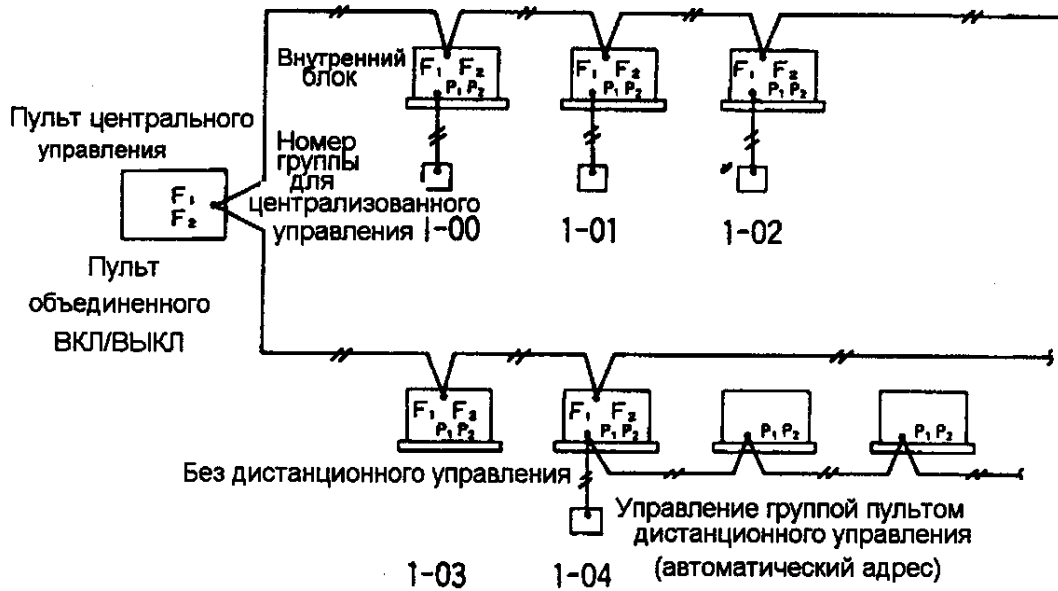 Внутренний
блок
F₁ F₂
P₁ P₂
F₁ F₂
P₁ P₂
F₁ F₂
P₁ P₂
Пульт центрального
управления
F₁
F₂
Номер
группы
для
централизованного
управления
1-00
1-01
1-02
Пульт
объединенного
ВКЛ/ВЫКЛ
F₁ F₂
P₁ P₂
F₁ F₂
P₁ P₂
P₁ P₂
P₁ P₂
Без дистанционного управления
Управление группой пультом
дистанционного управления
(автоматический адрес)
1-03
1-04